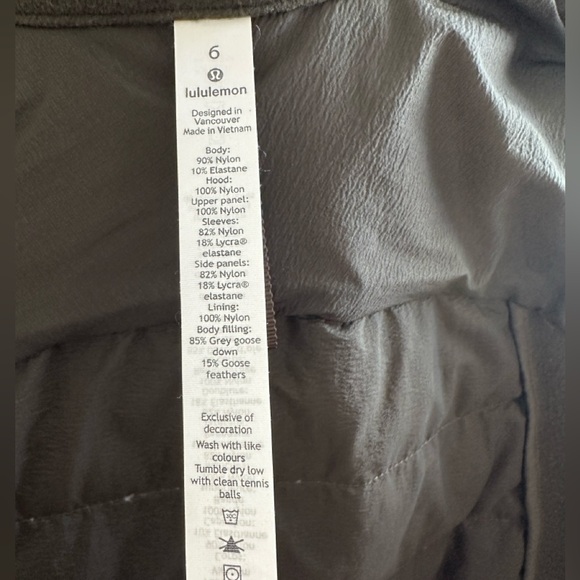 6
lululemon
Designed in
Vancouver
Made in Vietnam
Body:
90% Nylon
10% Elastane
Hood:
100% Nylon
Upper panel:
100% Nylon
Sleeves:
82% Nylon
18% Lycra®
elastane
Side panels:
82% Nylon
18% Lycra®
elastane
Lining:
100% Nylon
Body filling:
85% Grey goose
down
15% Goose
feathers
Exclusive of
decoration
Wash with like
colours
Tumble dry low
with clean tennis
balls
30C